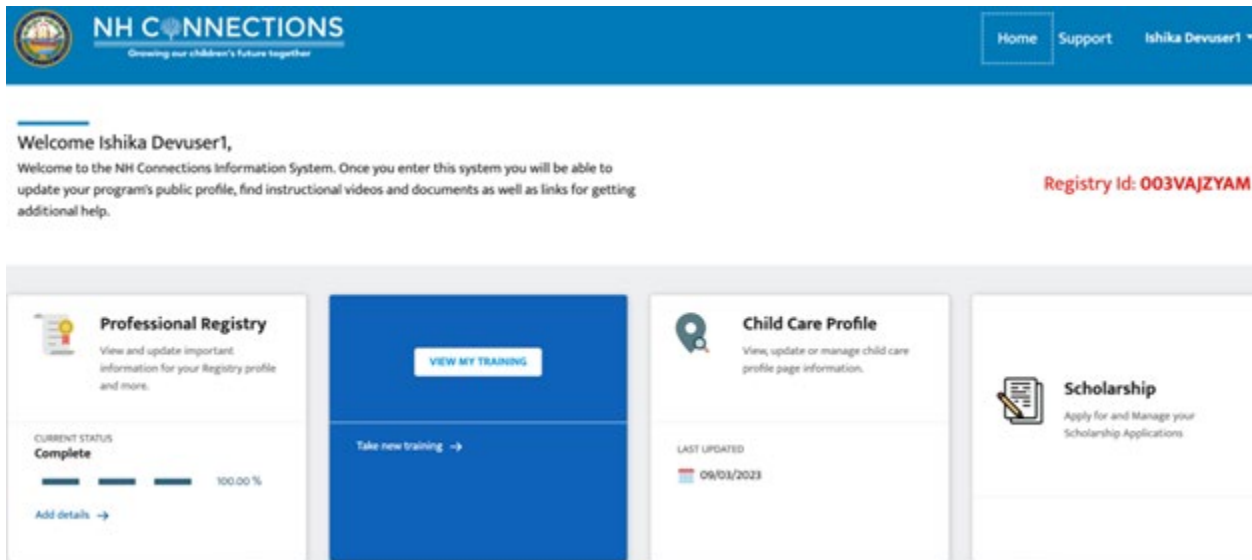 NH CONNECTIONS
Growing our children's future together
Home
Support
Ishika Devuser1
Welcome Ishika Devuser1,
Welcome to the NH Connections Information System. Once you enter this system you will be able to
update your program's public profile, find instructional videos and documents as well as links for getting
additional help.
Registry Id: 003VAJZYAM
Professional Registry
View and update important
information for your Registry profile
and more.
CURRENT STATUS
Complete
100.00 %
Add details →
VIEW MY TRAINING
Take new training →
Child Care Profile
View, update or manage child care
profile page information.
LAST UPDATED
09/03/2023
Scholarship
Apply for and Manage your
Scholarship Applications